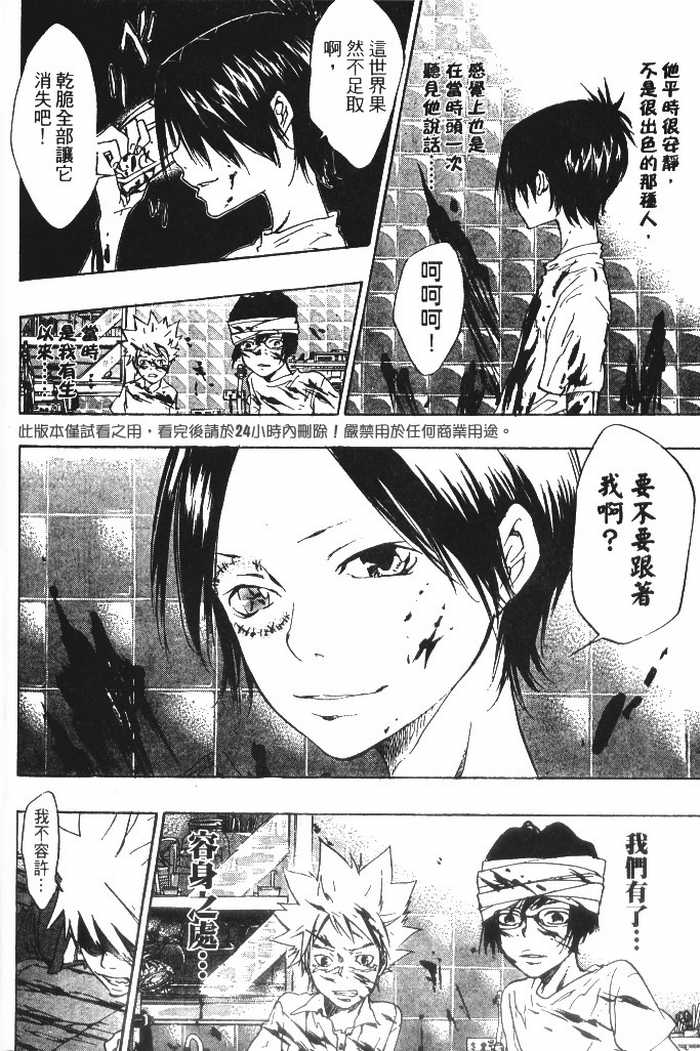 他平時很安靜，
不是很出色的那種人，
感覺上也是
在當時頭一次
聽見他說話……
呵呵呵！
這世界果
然不足取
啊，
乾脆全部讓它
消失吧！
當時…
是我有生
以來……
此版本僅試看之用，看完後請於24小時內刪除！嚴禁用於任何商業用途。
要不要跟著
我啊？
我們有了…
容身之處…
我不容許…